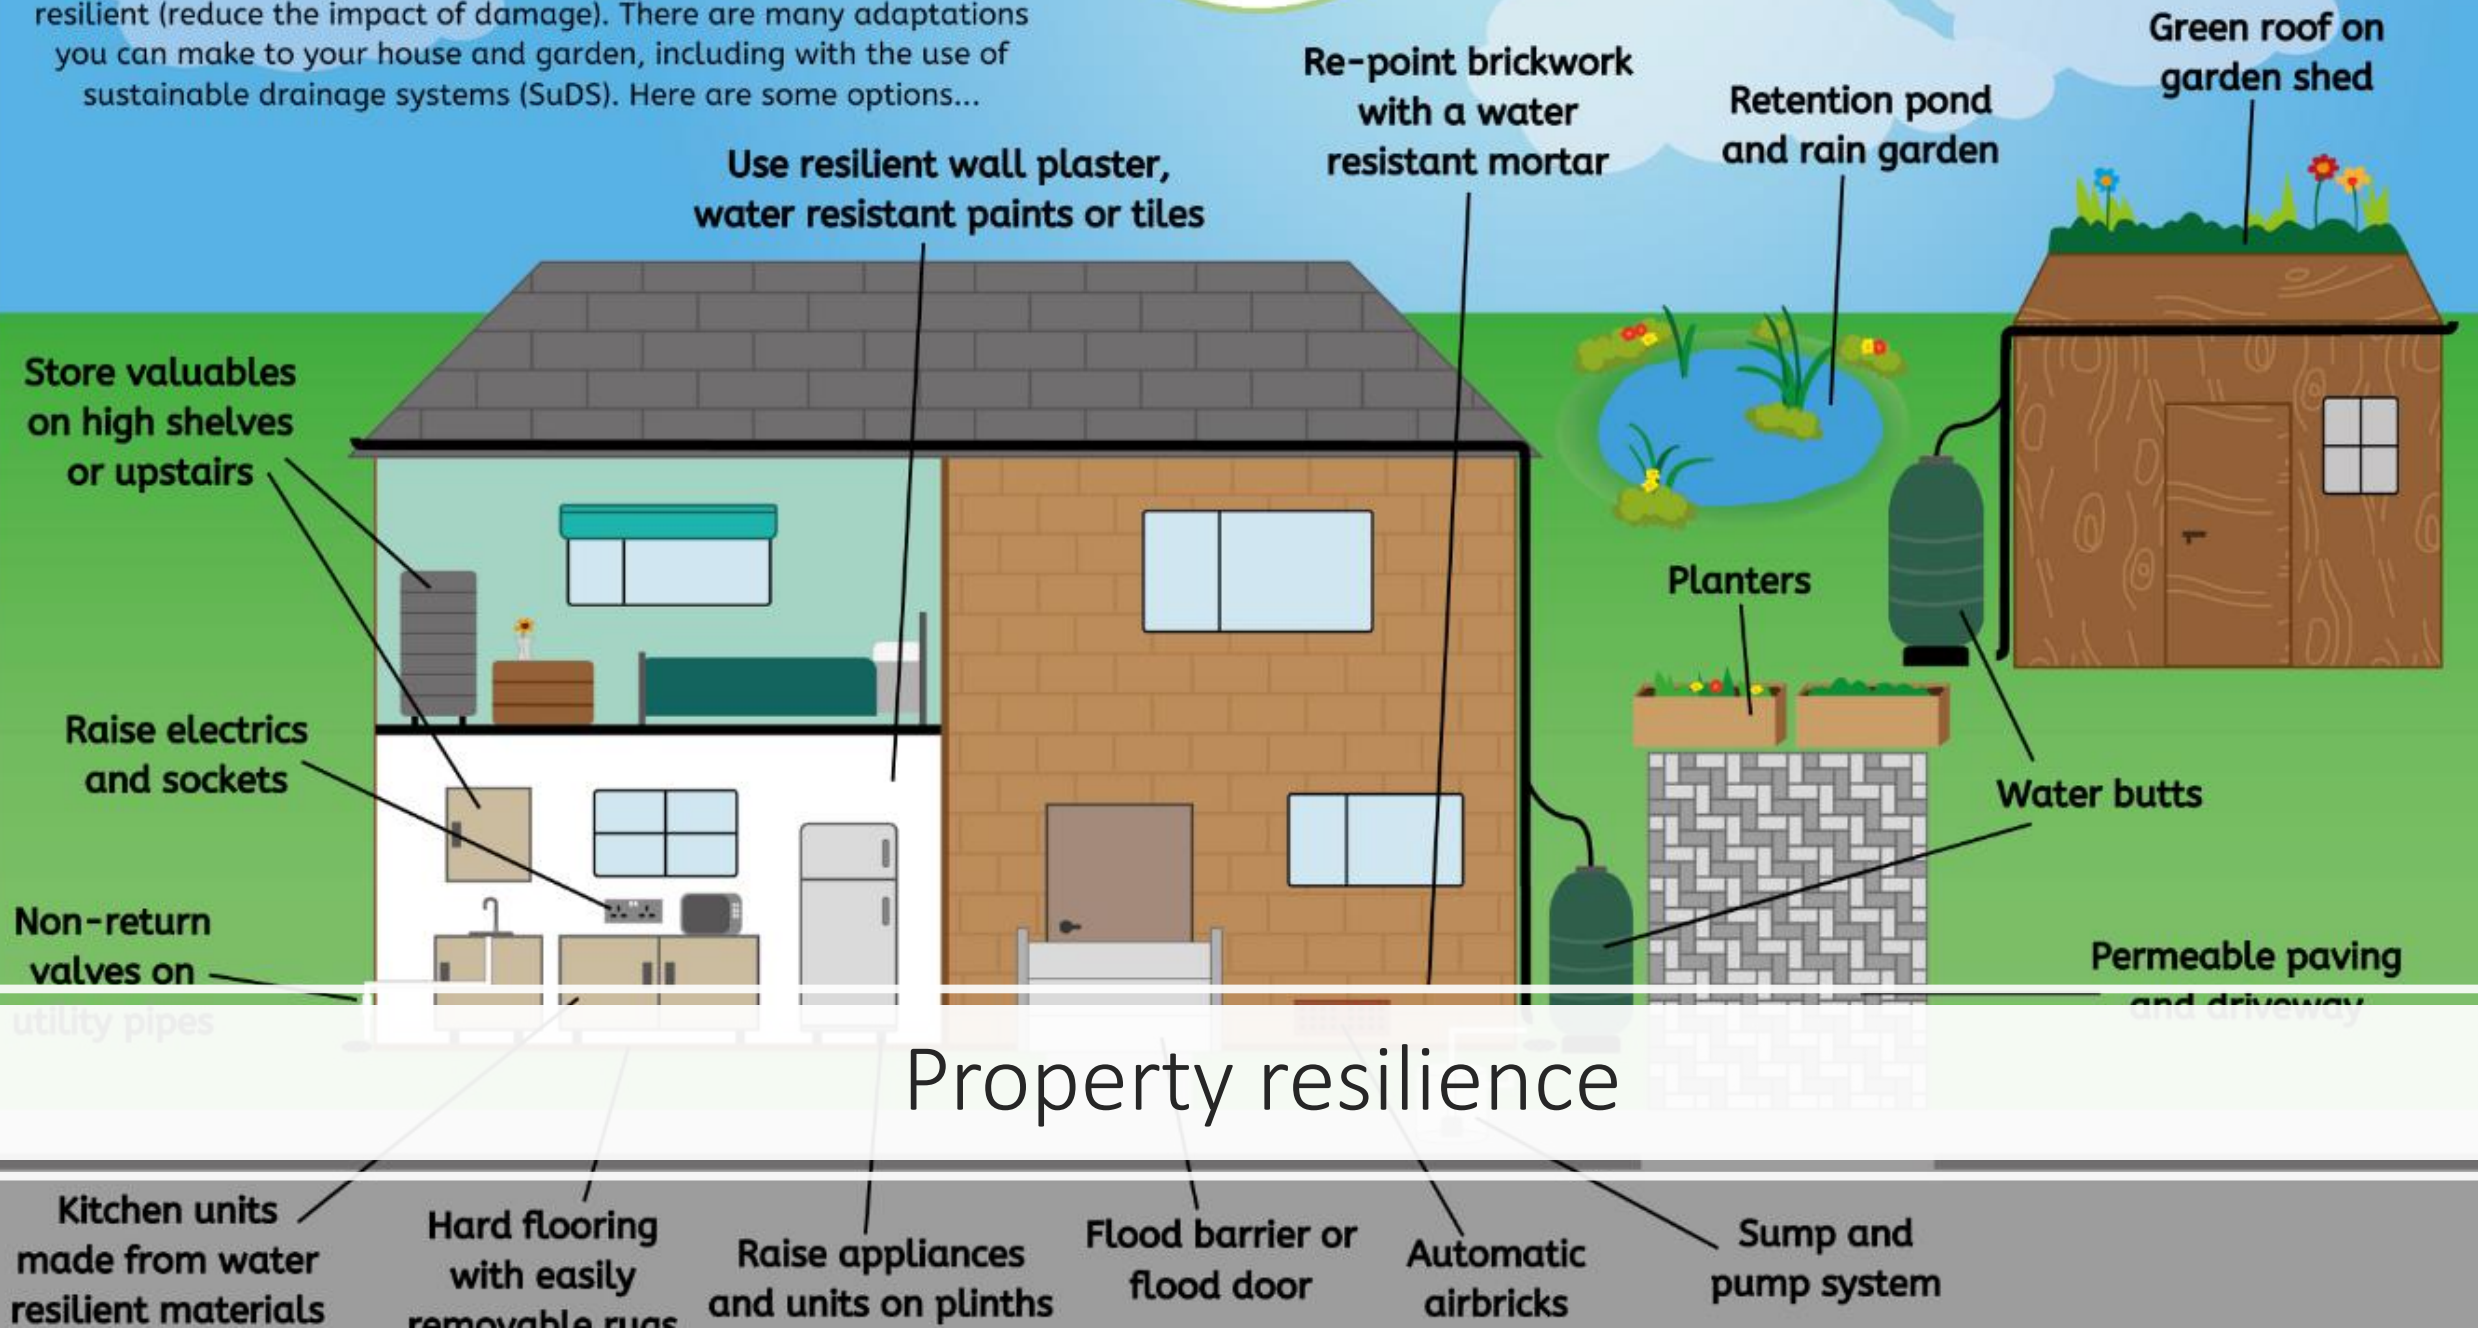 resilient (reduce the impact of damage). There are many adaptations
you can make to your house and garden, including with the use of
sustainable drainage systems (SuDS). Here are some options...
Green roof on
garden shed
Re-point brickwork
with a water
resistant mortar
Retention pond
and rain garden
Use resilient wall plaster,
water resistant paints or tiles
Store valuables
on high shelves
or upstairs
Planters
Raise electrics
and sockets
Water butts
Non-return
valves on
utility pipes
Permeable paving
and driveway
Property resilience
Kitchen units
made from water
resilient materials
Hard flooring
with easily
removable rugs
Raise appliances
and units on plinths
Flood barrier or
flood door
Automatic
airbricks
Sump and
pump system